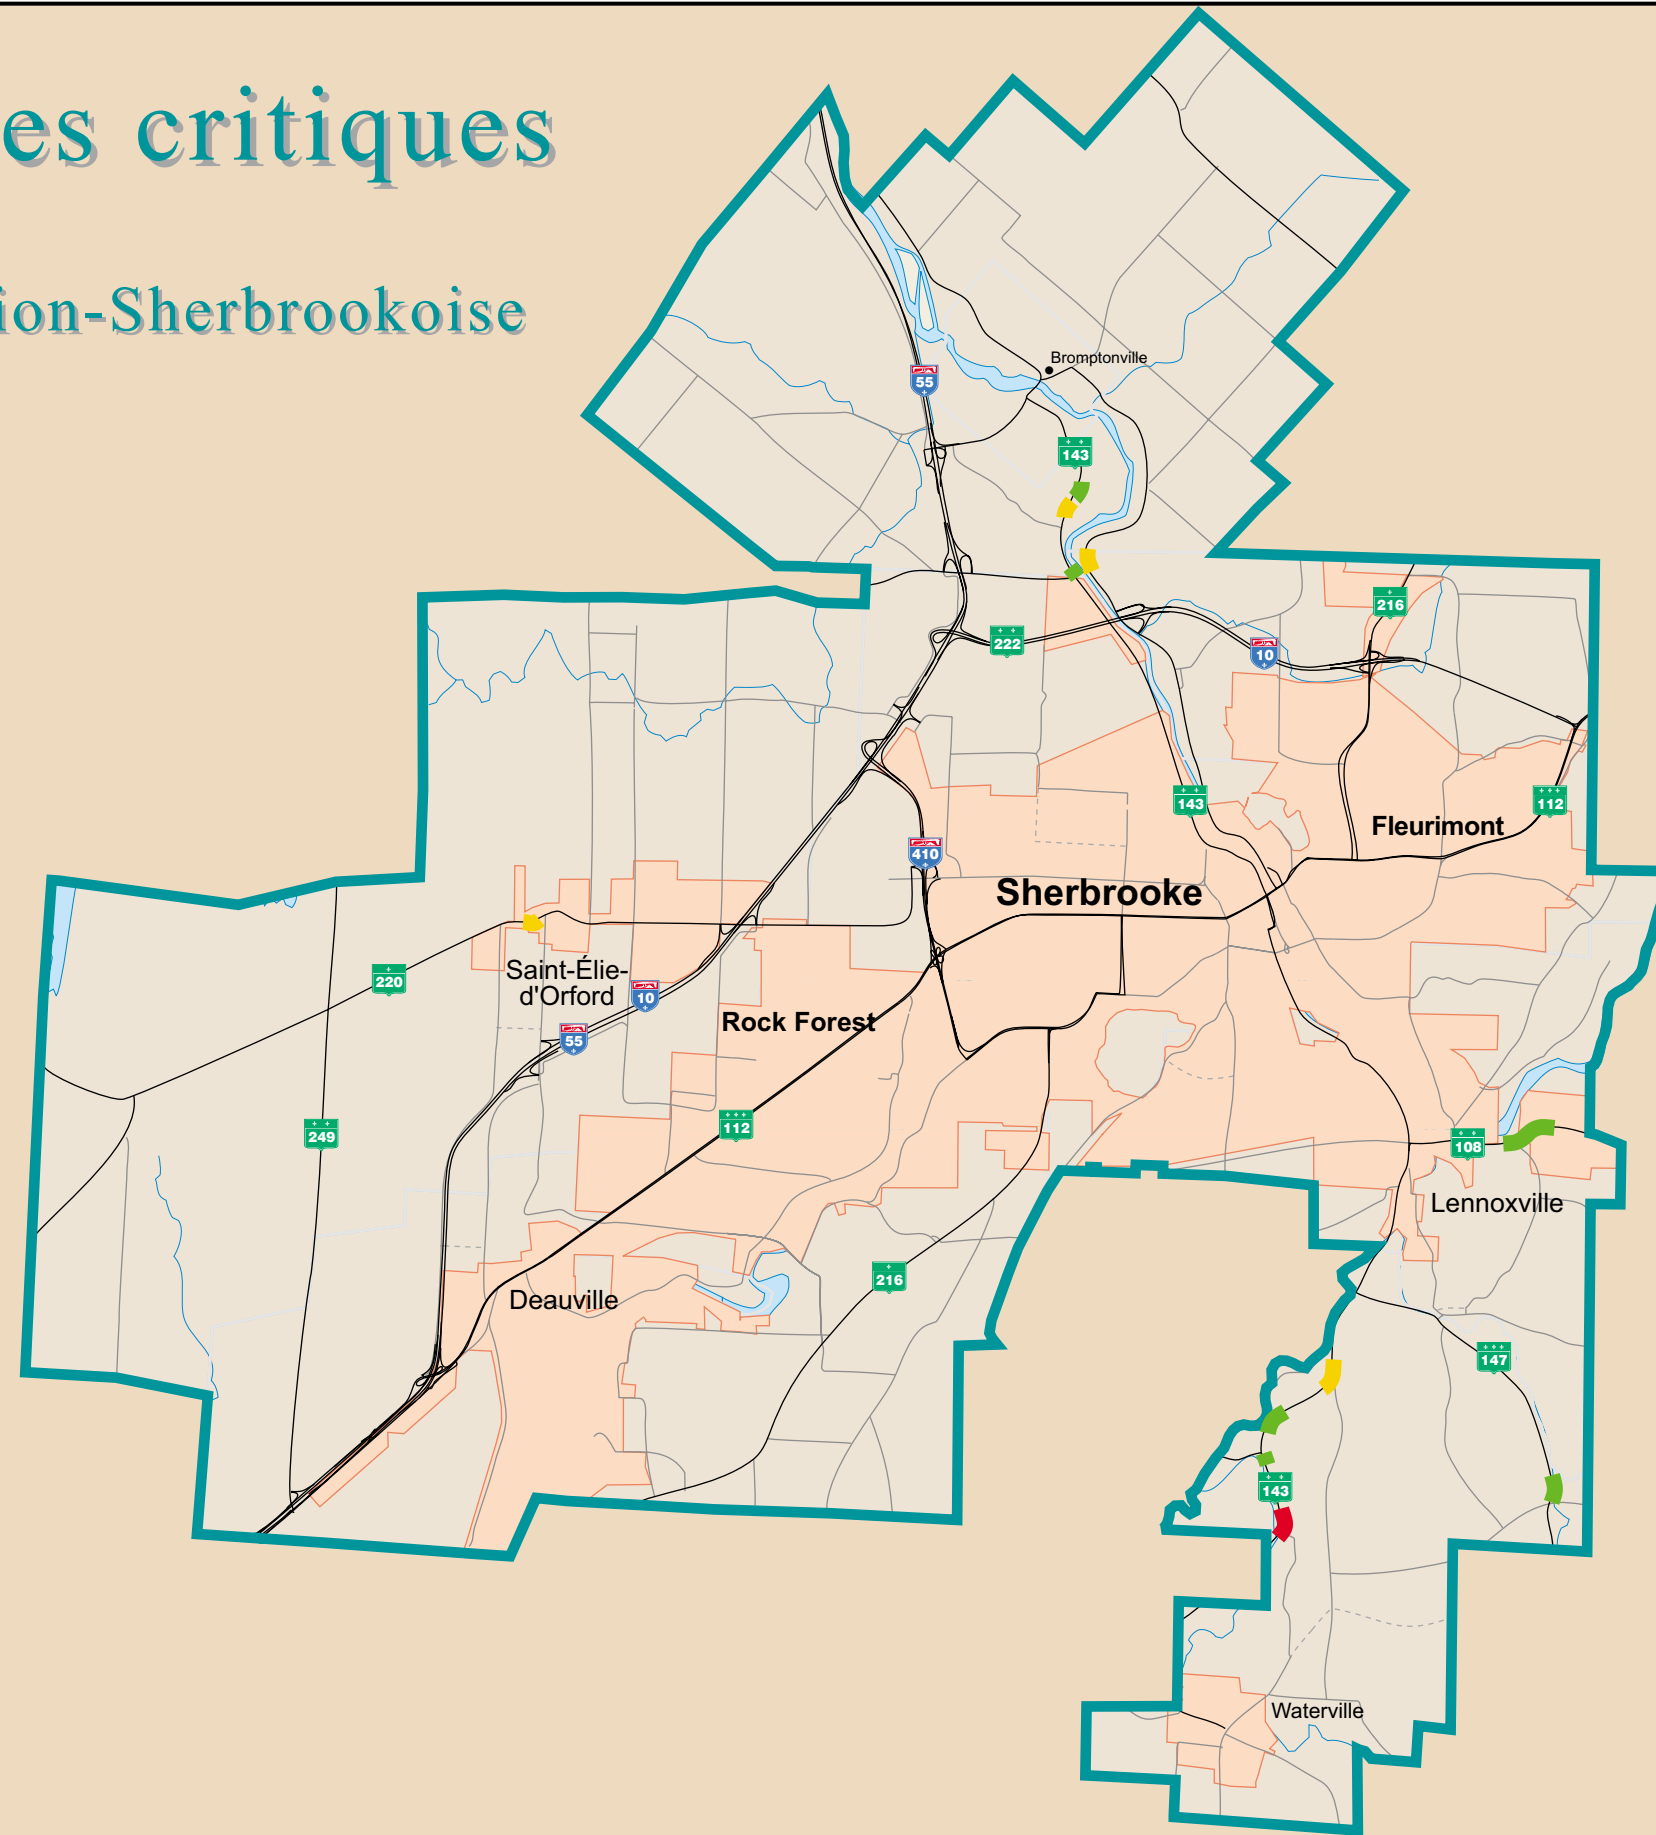 es critiques
ion-Sherbrookoise
Bromptonville
55
143
216
222
10
143
112
Fleurimont
410
Sherbrooke
Saint-Élie-
d'Orford
220
10
Rock Forest
55
112
249
108
Lennoxville
216
Deauville
147
143
Waterville